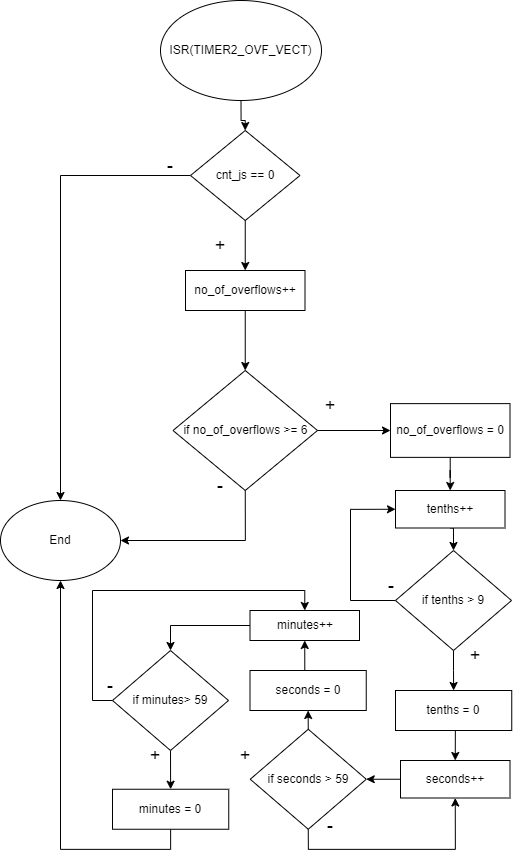 ISR(TIMER2_OVF_VECT)
-
cnt_js == 0
+
no_of_overflows++
+
if no_of_overflows >= 6
no_of_overflows = 0
-
tenths++
End
-
if tenths > 9
minutes++
+
-
if minutes> 59
seconds = 0
tenths = 0
+
+
if seconds > 59
seconds++
minutes = 0
-